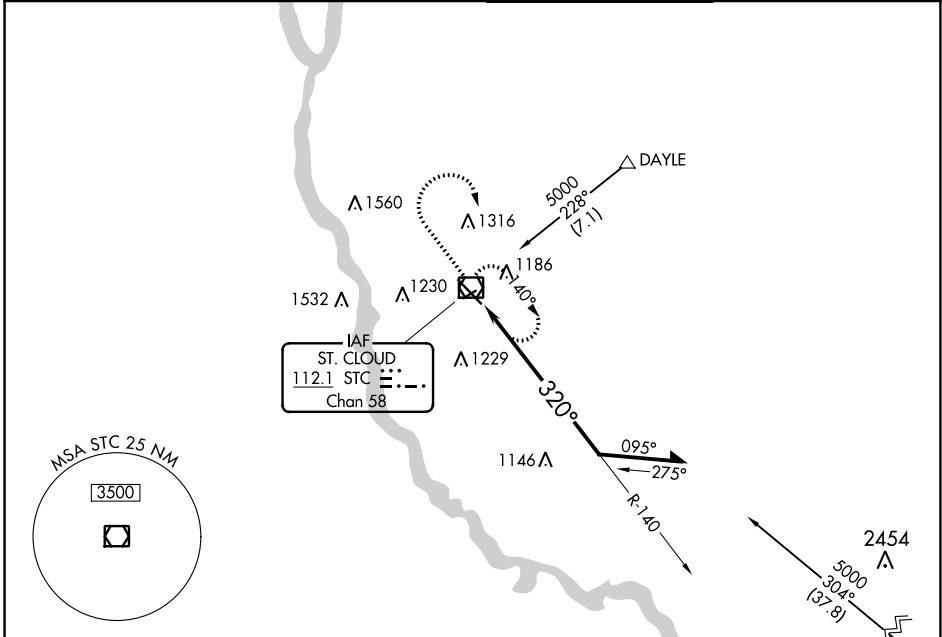 DAYLE
5000
228°
(7.1)
1560
1316
1186
140°
1230
1532
IAF
ST. CLOUD
112.1 STC
Chan 58
1229
320°
095°
275°
1146
R-140
MSA STC 25 NM
3500
2454
5000
304°
(37.8)